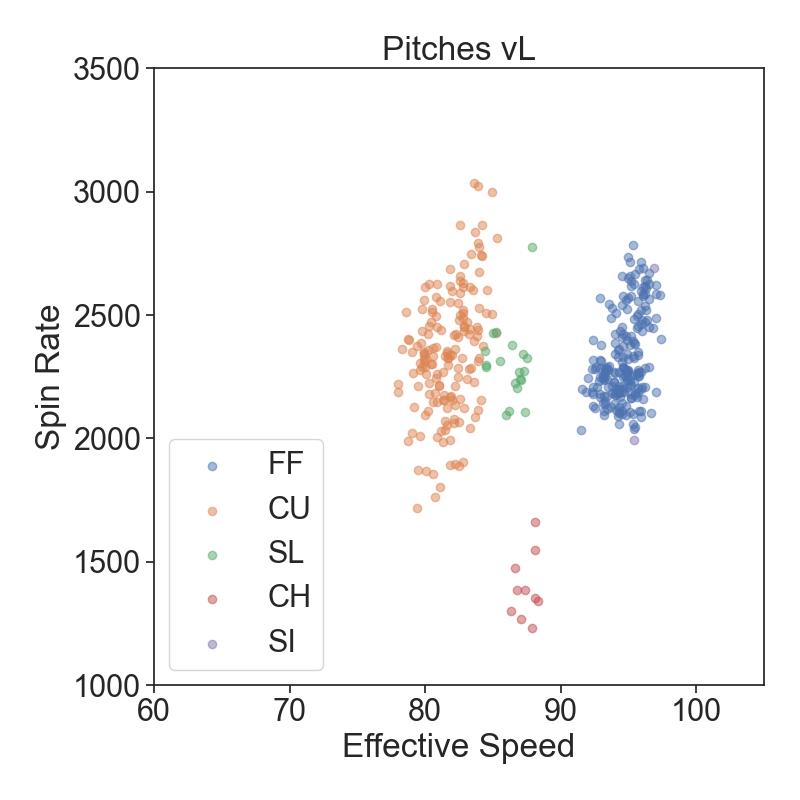 Pitches vL
3500
3000
2500
2000
1500
1000
Spin Rate
FF
CU
SL
CH
SI
60 70 80 90 100
Effective Speed